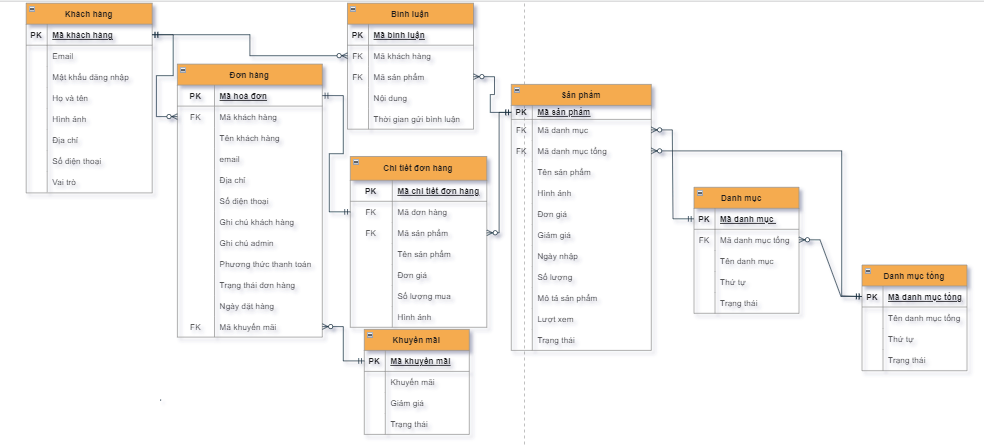 Khách hàng
PK Mã khách hàng
Email
Mật khẩu đăng nhập
Họ và tên
Hình ảnh
Địa chỉ
Số diện thoại
Vai trò
Đơn hàng
PK Mã hoá đơn
FK Mã khách hàng
Tên khách hàng
email
Địa chỉ
Số diện thoại
Ghi chú khách hàng
Ghi chú admin
Phương thức thanh toán
Trạng thái đơn hàng
Ngày đặt hàng
FK Mã khuyến mãi
Bình luận
PK Mã bình luận
FK Mã khách hàng
FK Mã sản phẩm
Nội dung
Thời gian gửi bình luận
Chi tiết đơn hàng
PK Mã chi tiết đơn hàng
FK Mã đơn hàng
FK Mã sản phẩm
Tên sản phẩm
Đơn giá
Số lượng mua
Hình ảnh
Khuyến mãi
PK Mã khuyến mãi
Khuyến mãi
Giảm giá
Trạng thái
Sản phẩm
PK Mã sản phẩm
FK Mã danh mục
FK Mã danh mục tổng
Tên sản phẩm
Hình ảnh
Đơn giá
Giảm giá
Ngày nhập
Số lượng
Mô tả sản phẩm
Lượt xem
Trạng thái
Danh mục
PK Mã danh mục
FK Mã danh mục tổng
Tên danh mục
Thứ tự
Trạng thái
Danh mục tổng
PK Mã danh mục tổng
Tên danh mục tổng
Thứ tự
Trạng thái